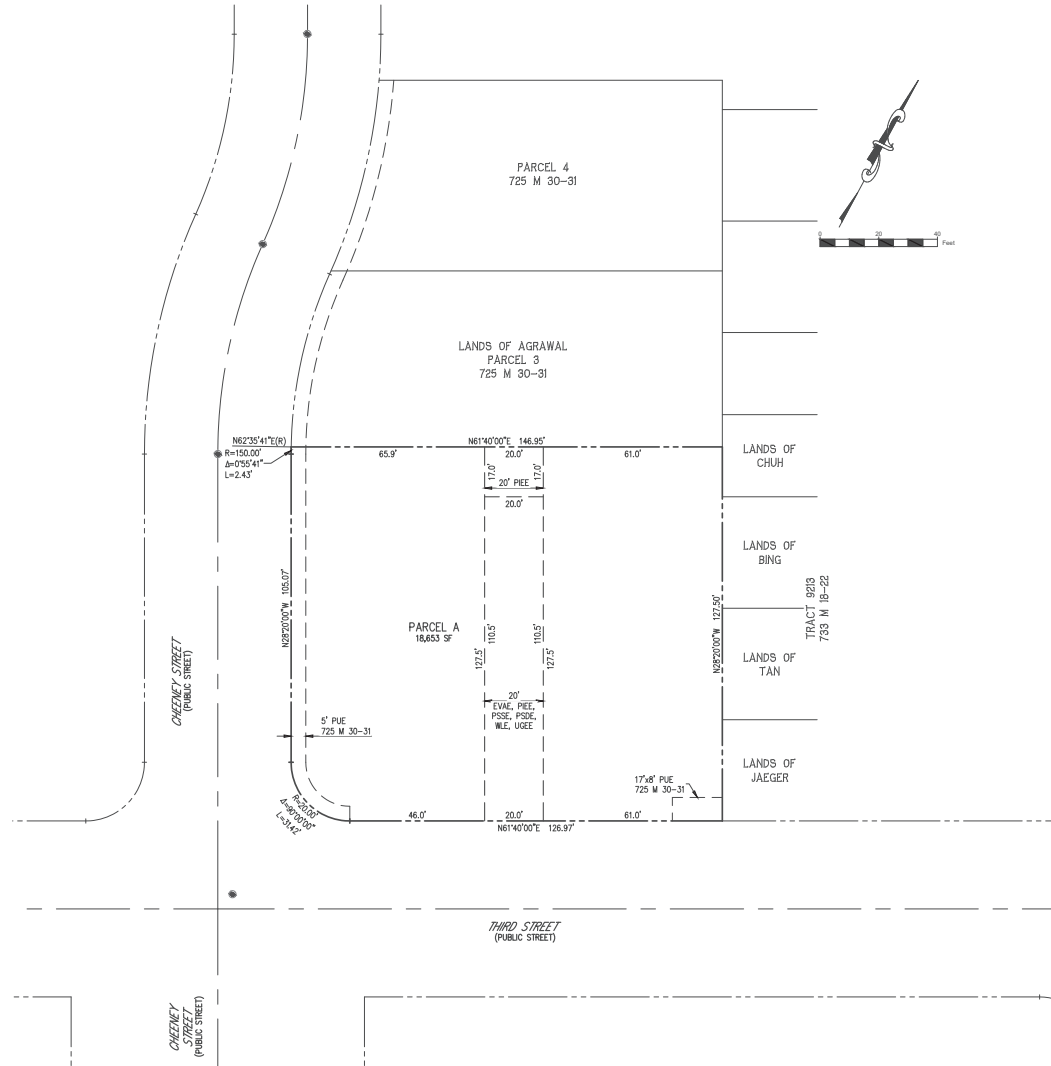 PARCEL 4
725 M 30-31
0 20 40
Feet
LANDS OF AGRAWAL
PARCEL 3
725 M 30-31
N62°35'41"E(R)
R=150.00'
Δ=0°55'41"
L=2.43'
N61°40'00"E 146.95'
65.9'
20.0'
61.0'
17.0'
17.0'
20' PIEE
20.0'
LANDS OF
CHUH
LANDS OF
BING
TRACT 9213
733 M 18-22
N28°20'00"W 105.07'
N28°20'00"W 127.50'
PARCEL A
18,653 SF
127.5'
110.5'
110.5'
127.5'
LANDS OF
TAN
CHEENEY STREET
(PUBLIC STREET)
20'
EVAE, PIEE,
PSSE, PSDE,
WLE, UGEE
5' PUE
725 M 30-31
LANDS OF
JAEGER
17'x8' PUE
725 M 30-31
R=20.00'
Δ=90°00'00"
L=31.42'
46.0'
20.0'
61.0'
N61°40'00"E 126.97'
THIRD STREET
(PUBLIC STREET)
CHEENEY
STREET
(PUBLIC STREET)